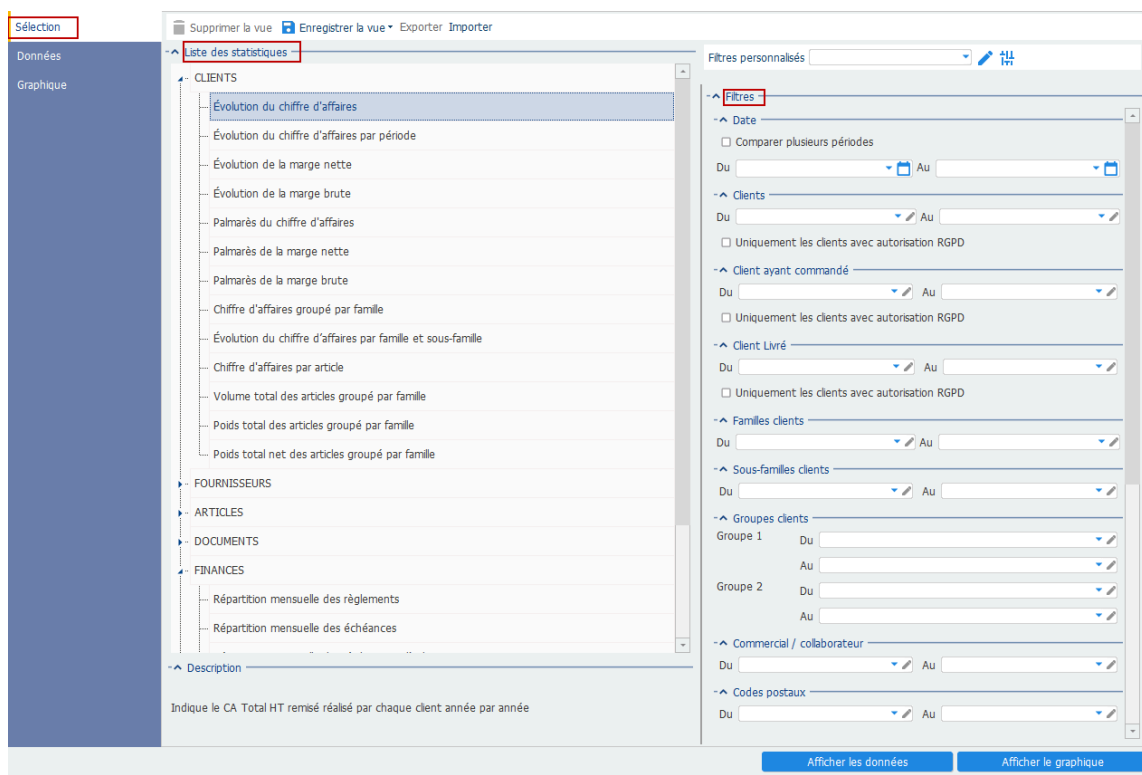 Sélection
Données
Graphique
Supprimer la vue Enregistrer la vue Exporter Importer
Liste des statistiques
CLIENTS
Évolution du chiffre d'affaires
Évolution du chiffre d'affaires par période
Évolution de la marge nette
Évolution de la marge brute
Palmarès du chiffre d'affaires
Palmarès de la marge nette
Palmarès de la marge brute
Chiffre d'affaires groupé par famille
Évolution du chiffre d’affaires par famille et sous-famille
Chiffre d'affaires par article
Volume total des articles groupé par famille
Poids total des articles groupé par famille
Poids total net des articles groupé par famille
FOURNISSEURS
ARTICLES
DOCUMENTS
FINANCES
Répartition mensuelle des règlements
Répartition mensuelle des échéances
Description
Indique le CA Total HT remisé réalisé par chaque client année par année
Filtres personnalisés
Filtres
Date
Comparer plusieurs périodes
Du Au
Clients
Du Au
Uniquement les clients avec autorisation RGPD
Client ayant commandé
Du Au
Uniquement les clients avec autorisation RGPD
Client Livré
Du Au
Uniquement les clients avec autorisation RGPD
Familles clients
Du Au
Sous-familles clients
Du Au
Groupes clients
Groupe 1 Du
Au
Groupe 2 Du
Au
Commercial / collaborateur
Du Au
Codes postaux
Du Au
Afficher les données Afficher le graphique